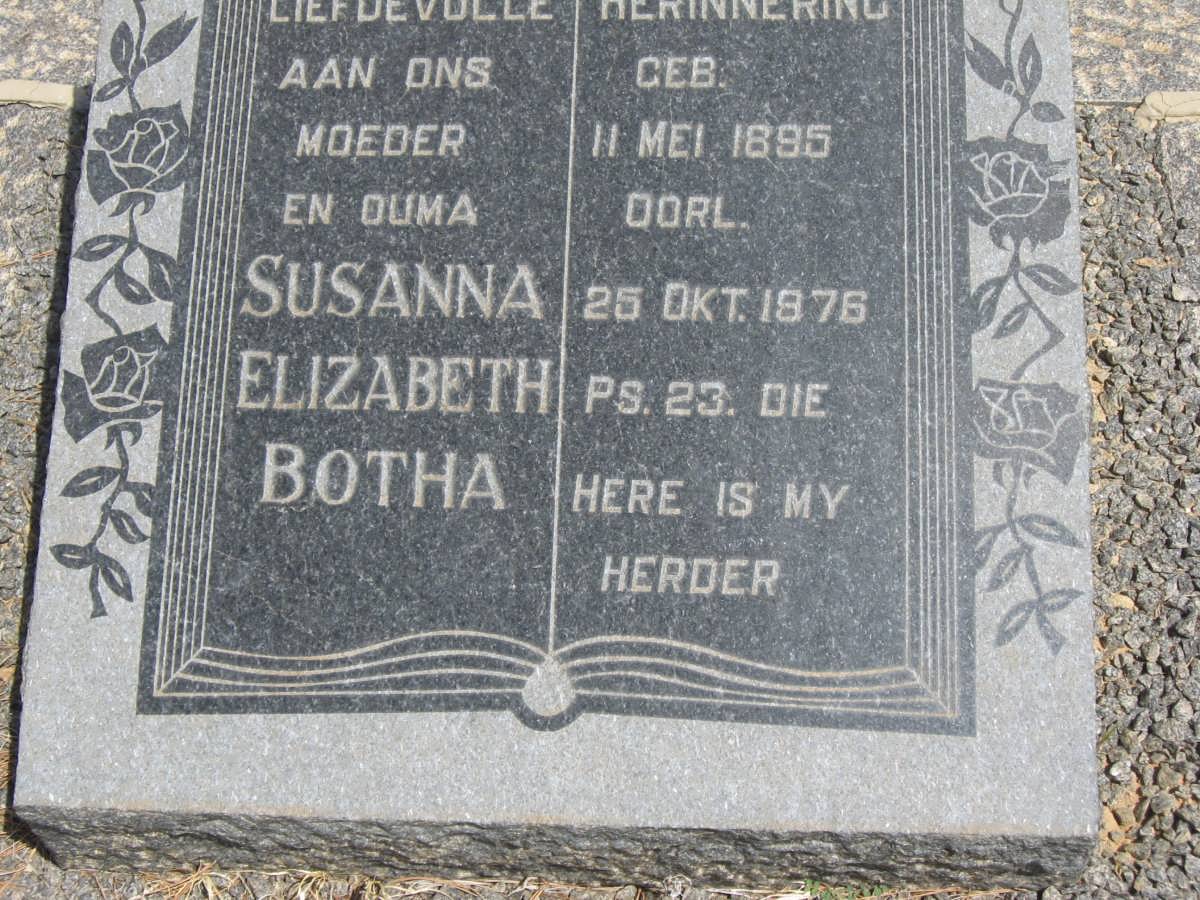 LIEFDEVOLLE HERINNERING
AAN ONS
MOEDER
EN OUMA
SUSANNA
ELIZABETH
BOTHA
GEB.
11 MEI 1895
OORL.
25 OKT. 1976
PS. 23. DIE
HERE IS MY
HERDER